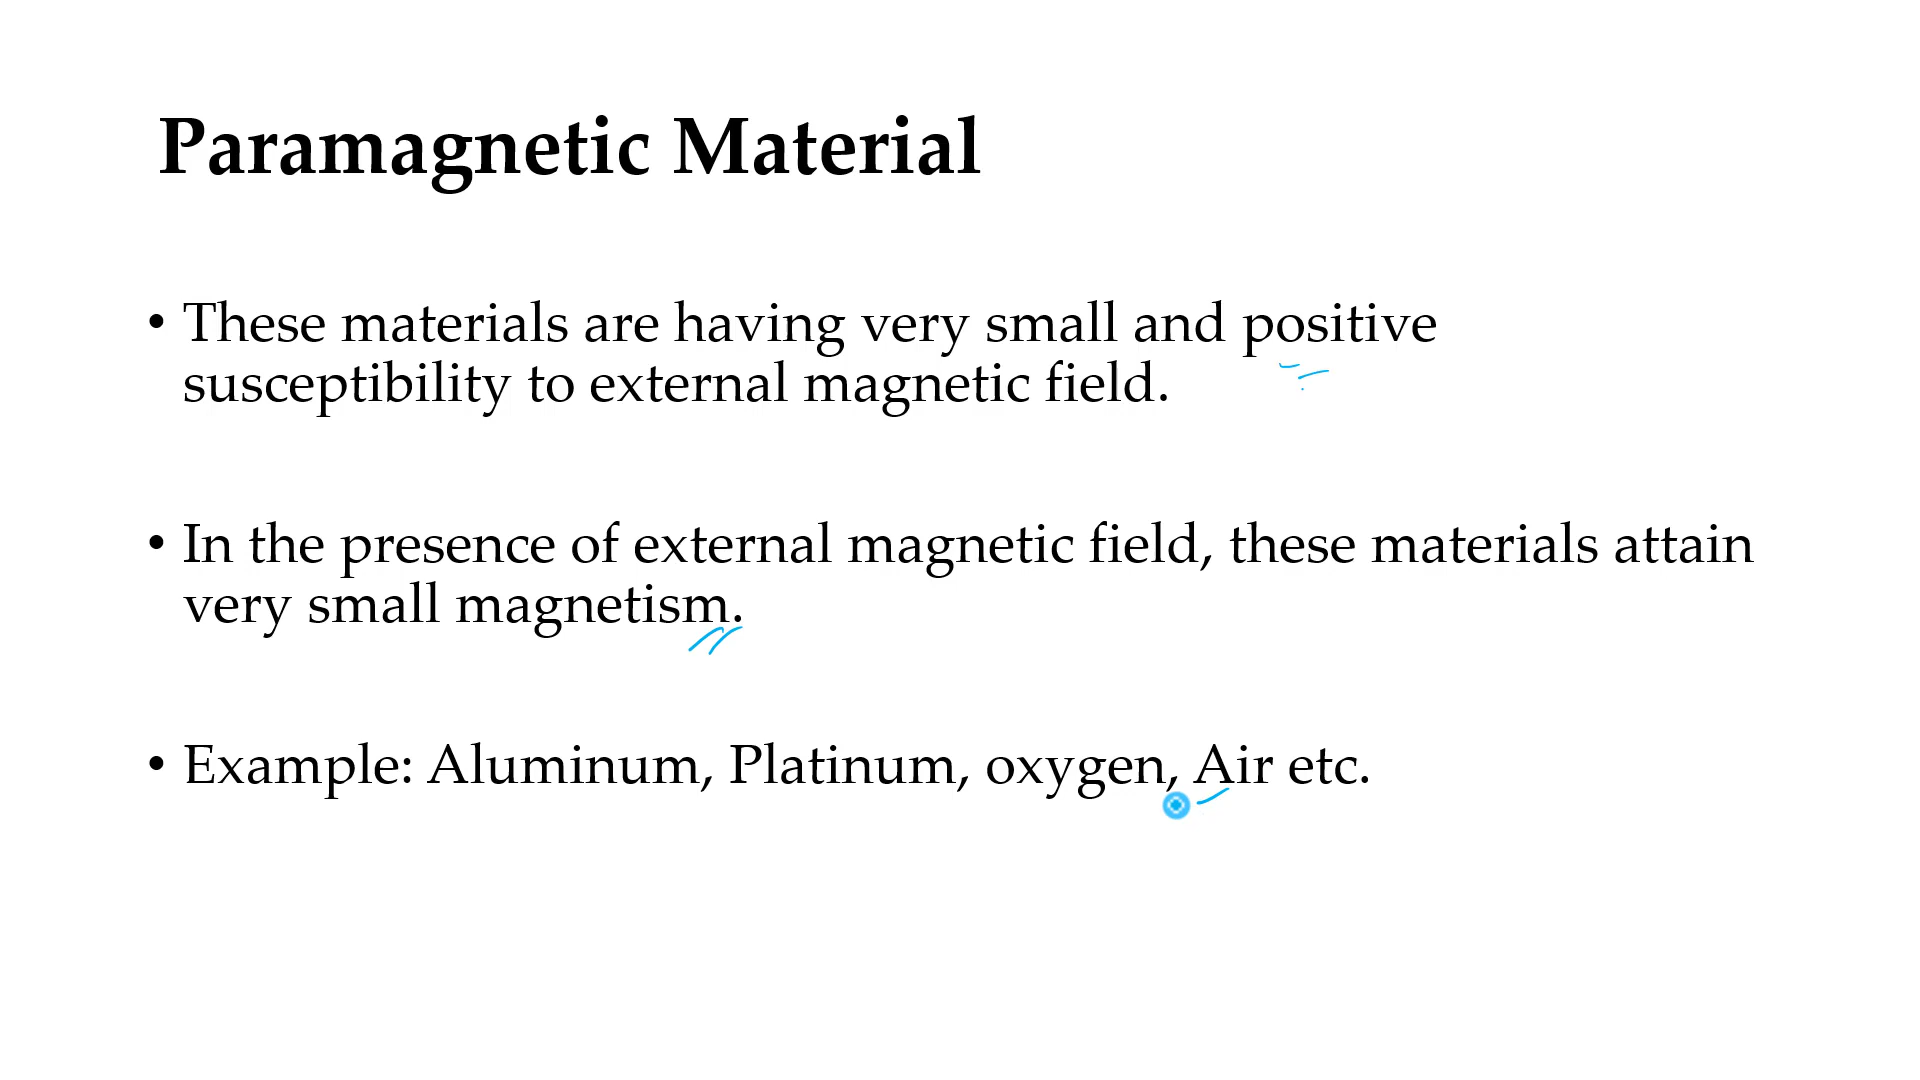 Paramagnetic Material
• These materials are having very small and positive
susceptibility to external magnetic field.
• In the presence of external magnetic field, these materials attain
very small magnetism.
• Example: Aluminum, Platinum, oxygen, Air etc.